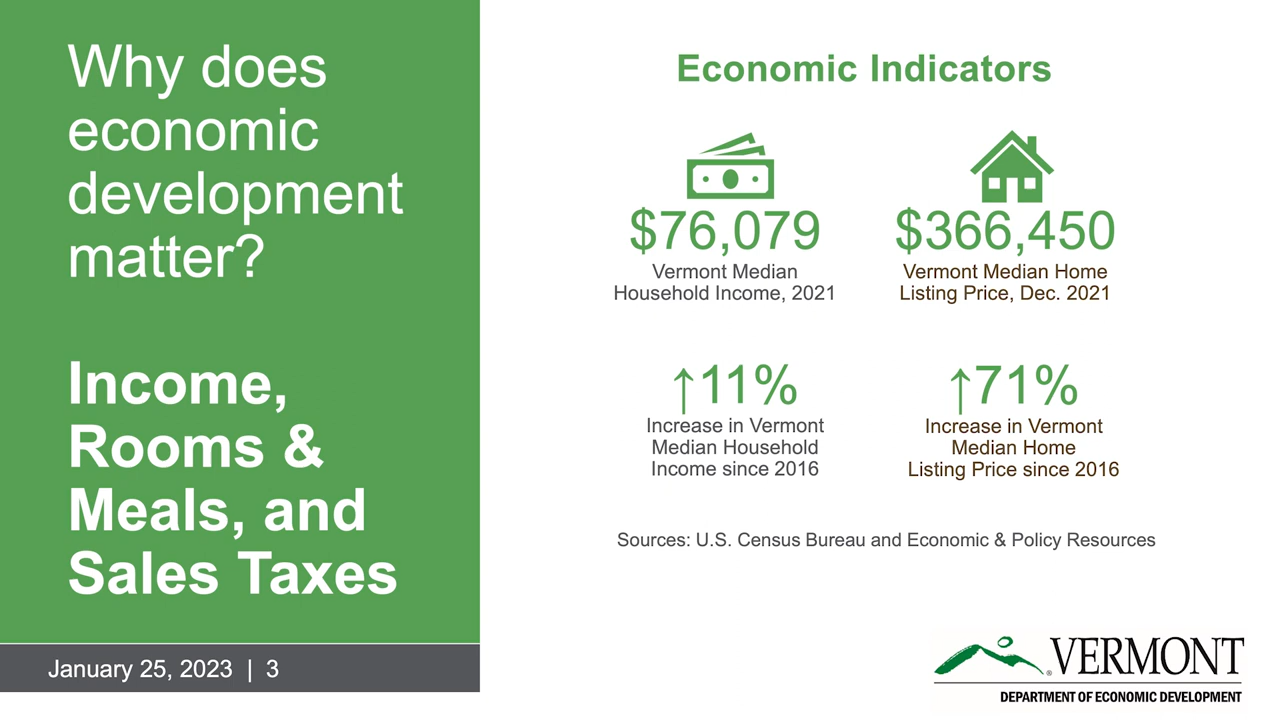 Why does
economic
development
matter?
Income,
Rooms &
Meals, and
Sales Taxes
January 25, 2023 | 3
Economic Indicators
$76,079
Vermont Median
Household Income, 2021
$366,450
Vermont Median Home
Listing Price, Dec. 2021
↑11%
Increase in Vermont
Median Household
Income since 2016
↑71%
Increase in Vermont
Median Home
Listing Price since 2016
Sources: U.S. Census Bureau and Economic & Policy Resources
® VERMONT
DEPARTMENT OF ECONOMIC DEVELOPMENT